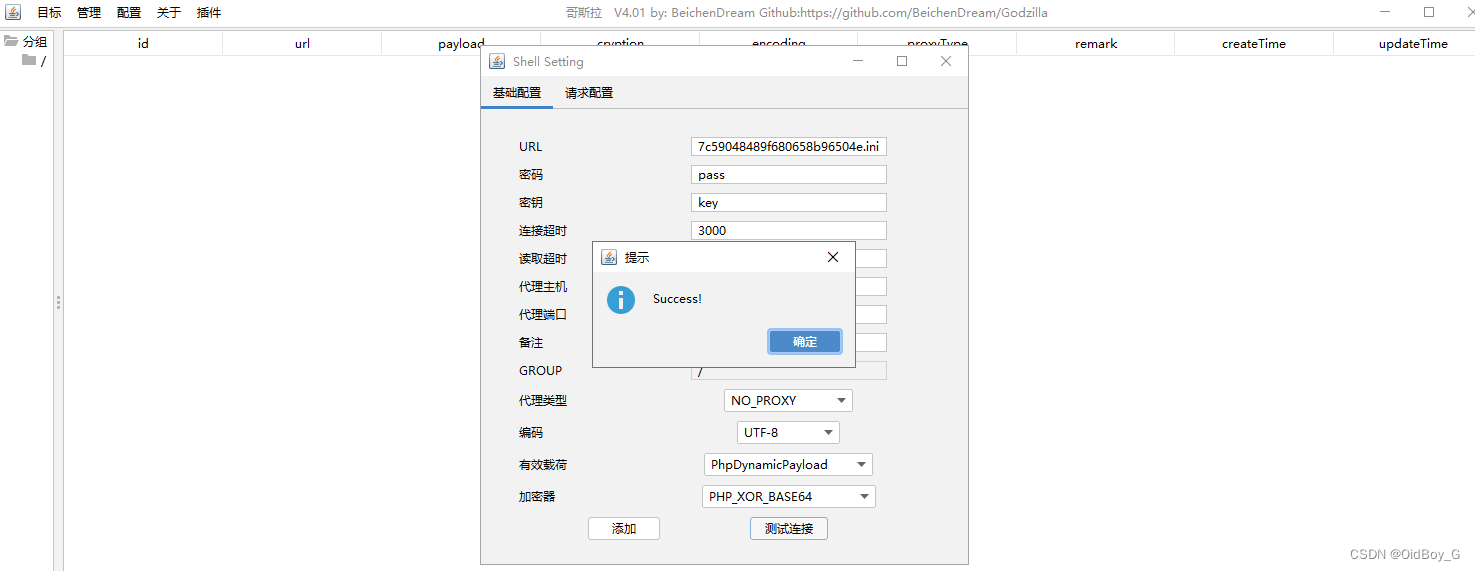 目标 管理 配置 关于 插件 哥斯拉 V4.01 by: BeichenDream Github:https://github.com/BeichenDream/Godzilla
分组
/
id url payload cryption encoding proxyType remark createTime updateTime
Shell Setting
基础配置 请求配置
URL 7c59048489f680658b96504e.ini
密码 pass
密钥 key
连接超时 3000
读取超时
代理主机
代理端口
备注
GROUP /
提示
Success!
确定
代理类型 NO_PROXY
编码 UTF-8
有效载荷 PhpDynamicPayload
加密器 PHP_XOR_BASE64
添加 测试连接
CSDN @OidBoy_G